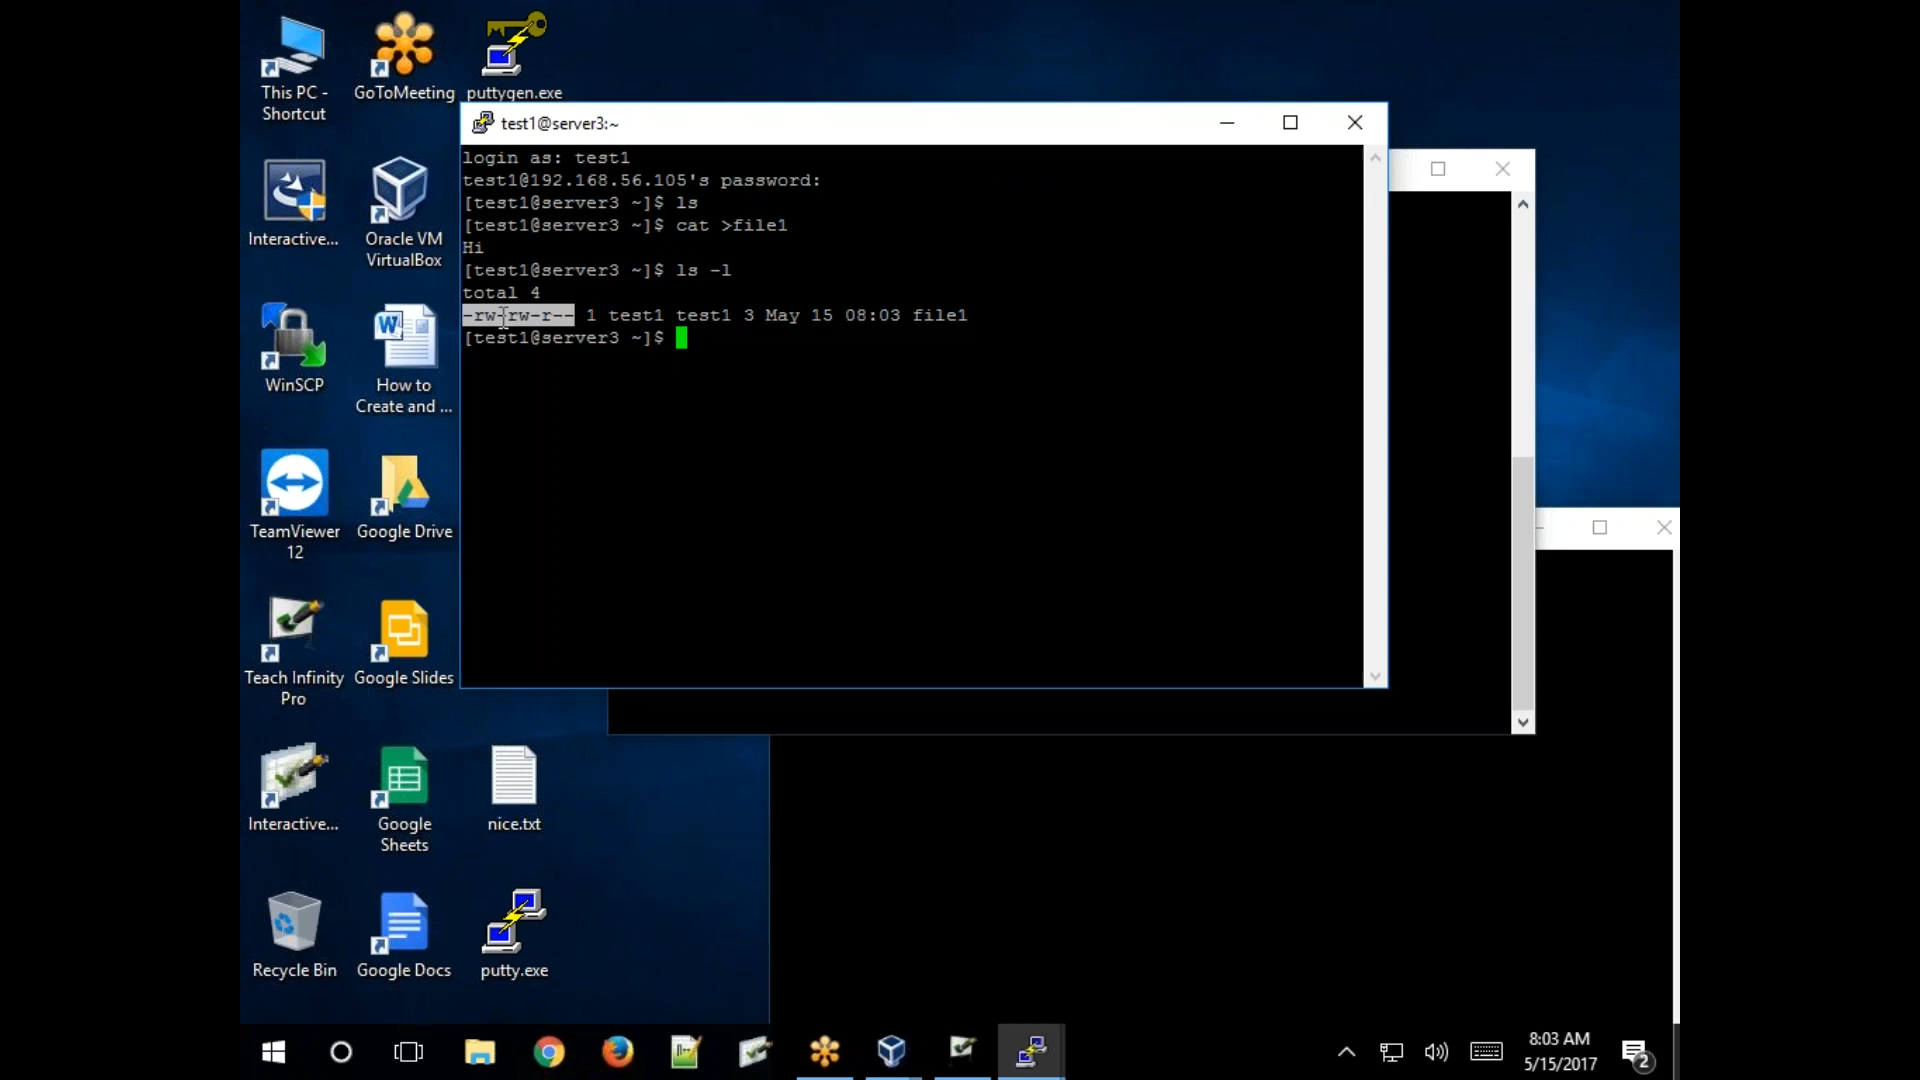 This PC -
Shortcut
GoToMeeting
puttygen.exe
test1@server3:~
login as: test1
test1@192.168.56.105's password:
[test1@server3 ~]$ ls
[test1@server3 ~]$ cat >file1
Hi
[test1@server3 ~]$ ls -l
total 4
-rw-rw-r-- 1 test1 test1 3 May 15 08:03 file1
[test1@server3 ~]$
Interactive...
Oracle VM
VirtualBox
WinSCP
How to
Create and ...
TeamViewer
12
Google Drive
Teach Infinity
Pro
Google Slides
Interactive...
Google
Sheets
nice.txt
Recycle Bin
Google Docs
putty.exe
8:03 AM
5/15/2017
2